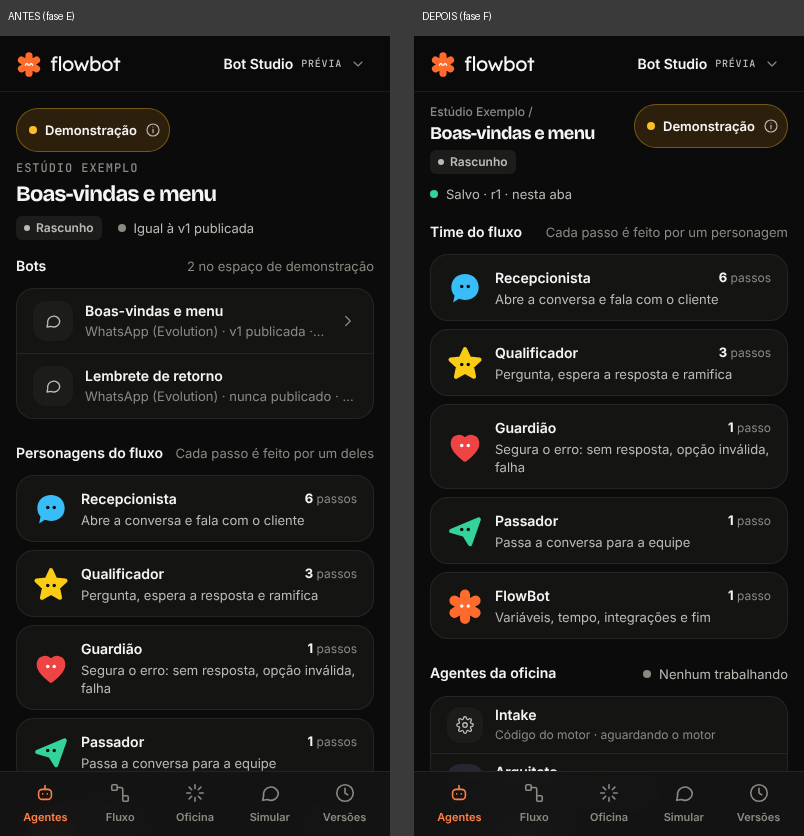 ANTES (fase E)
flowbot
Bot Studio PRÉVIA
Demonstração
ESTÚDIO EXEMPLO
Boas-vindas e menu
Rascunho
Igual à v1 publicada
Bots
2 no espaço de demonstração
Boas-vindas e menu
WhatsApp (Evolution) · v1 publicada ·...
Lembrete de retorno
WhatsApp (Evolution) · nunca publicado · ...
Personagens do fluxo
Cada passo é feito por um deles
Recepcionista
6 passos
Abre a conversa e fala com o cliente
Qualificador
3 passos
Pergunta, espera a resposta e ramifica
Guardião
1 passos
Segura o erro: sem resposta, opção inválida,
falha
Passador
1 passos
Passa a conversa para a equipe
Agentes
Fluxo
Oficina
Simular
Versões
DEPOIS (fase F)
flowbot
Bot Studio PRÉVIA
Estúdio Exemplo /
Boas-vindas e menu
Demonstração
Rascunho
Salvo · r1 · nesta aba
Time do fluxo
Cada passo é feito por um personagem
Recepcionista
6 passos
Abre a conversa e fala com o cliente
Qualificador
3 passos
Pergunta, espera a resposta e ramifica
Guardião
1 passo
Segura o erro: sem resposta, opção inválida,
falha
Passador
1 passo
Passa a conversa para a equipe
FlowBot
1 passo
Variáveis, tempo, integrações e fim
Agentes da oficina
Nenhum trabalhando
Intake
Código do motor · aguardando o motor
Agentes
Fluxo
Oficina
Simular
Versões